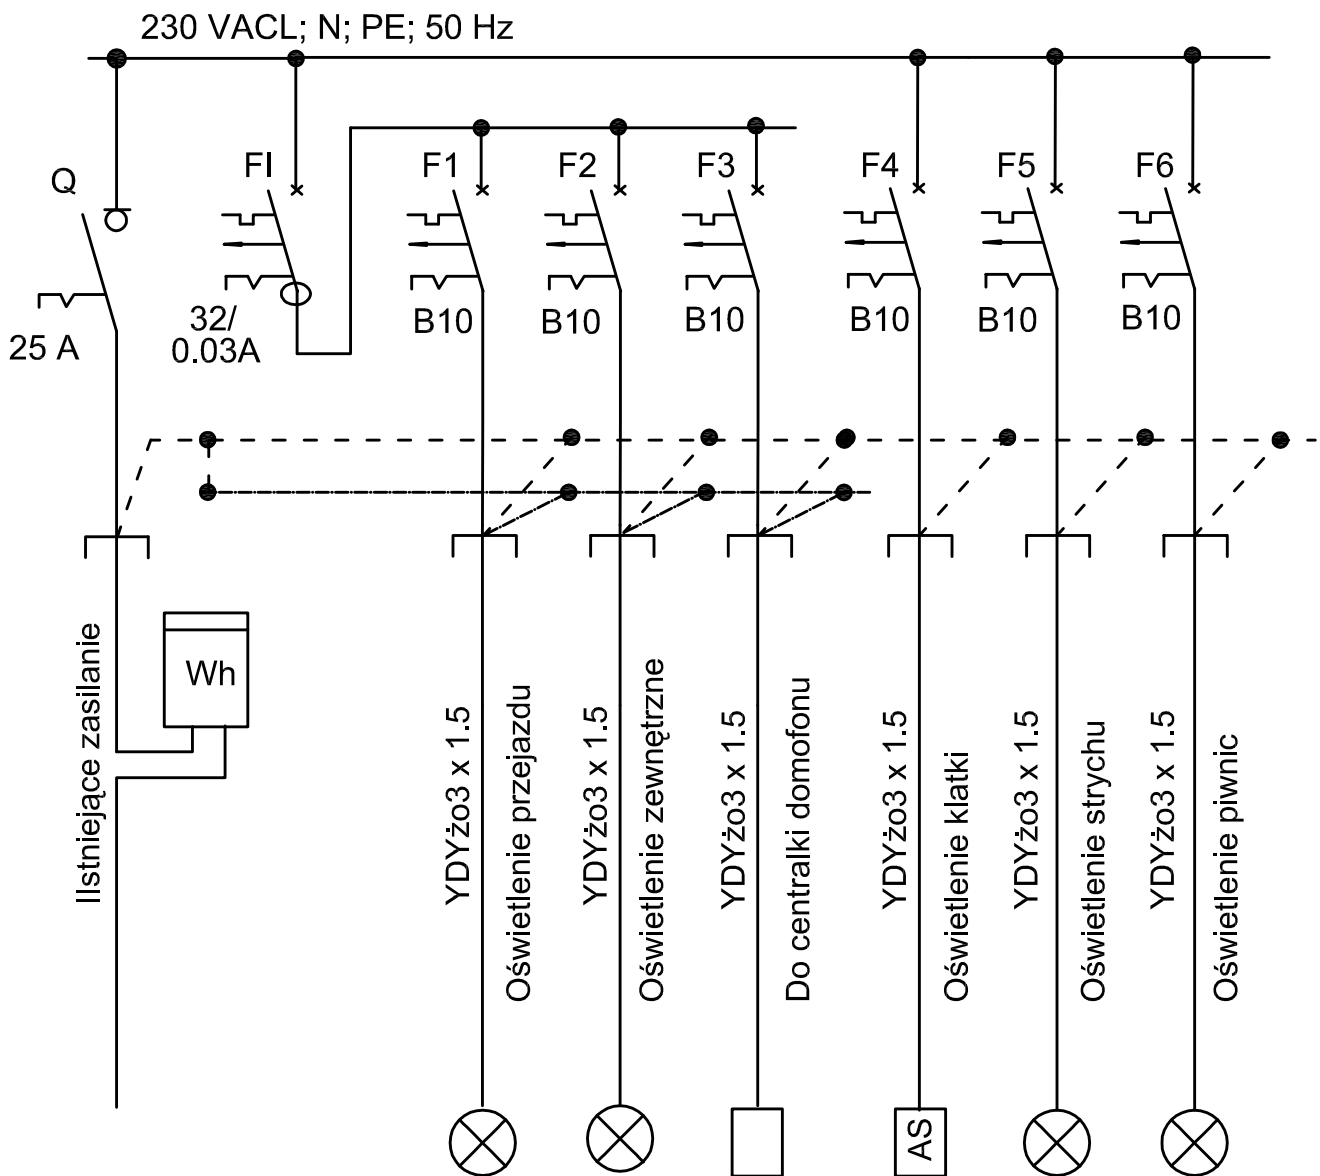 230 VACL; N; PE; 50 Hz
Q
FI
F1
F2
F3
F4
F5
F6
25 A
32/
0.03A
B10
B10
B10
B10
B10
B10
IIstniejące zasilanie
Wh
YDYżo3 x 1.5
Oświetlenie przejazdu
YDYżo3 x 1.5
Oświetlenie zewnętrzne
YDYżo3 x 1.5
Do centralki domofonu
YDYżo3 x 1.5
Oświetlenie klatki
YDYżo3 x 1.5
Oświetlenie strychu
YDYżo3 x 1.5
Oświetlenie piwnic
AS